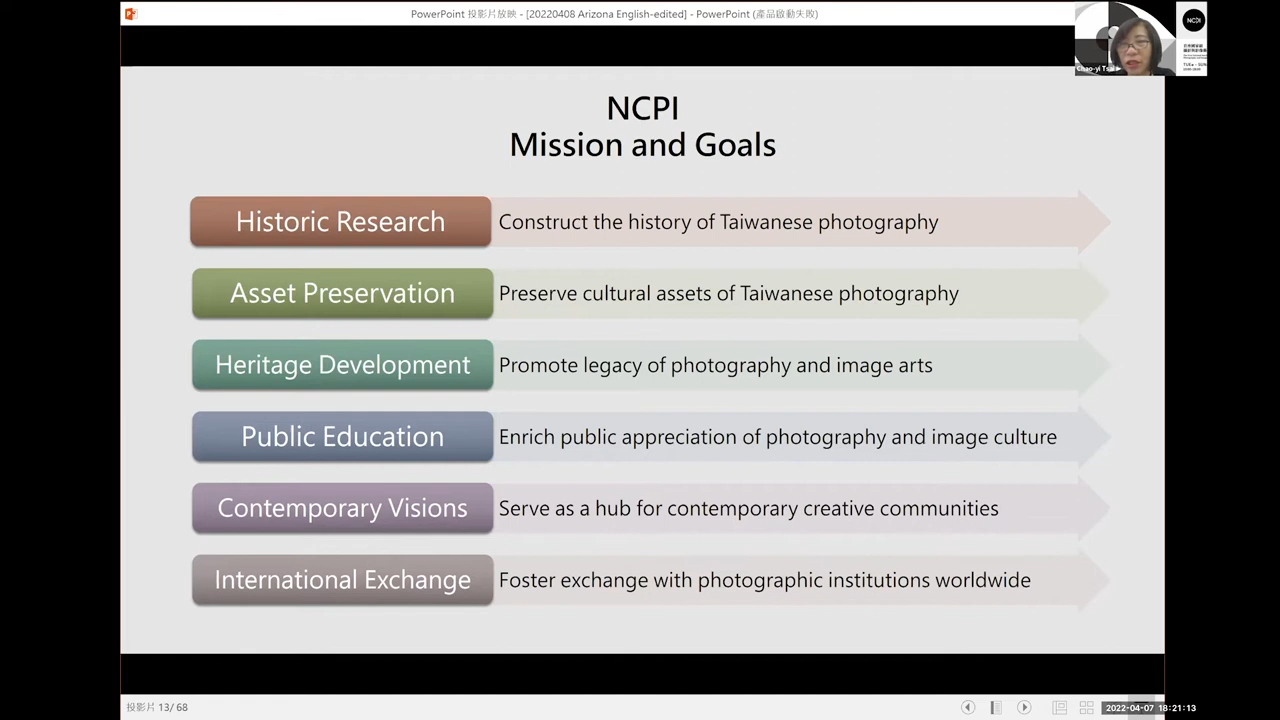 PowerPoint 投影片放映 - [20220408 Arizona English-edited] - PowerPoint (產品啟動失敗)
NCPI
Mission and Goals
Historic Research
Construct the history of Taiwanese photography
Asset Preservation
Preserve cultural assets of Taiwanese photography
Heritage Development
Promote legacy of photography and image arts
Public Education
Enrich public appreciation of photography and image culture
Contemporary Visions
Serve as a hub for contemporary creative communities
International Exchange
Foster exchange with photographic institutions worldwide
投影片 13/ 68
2022-04-07 18:21:13